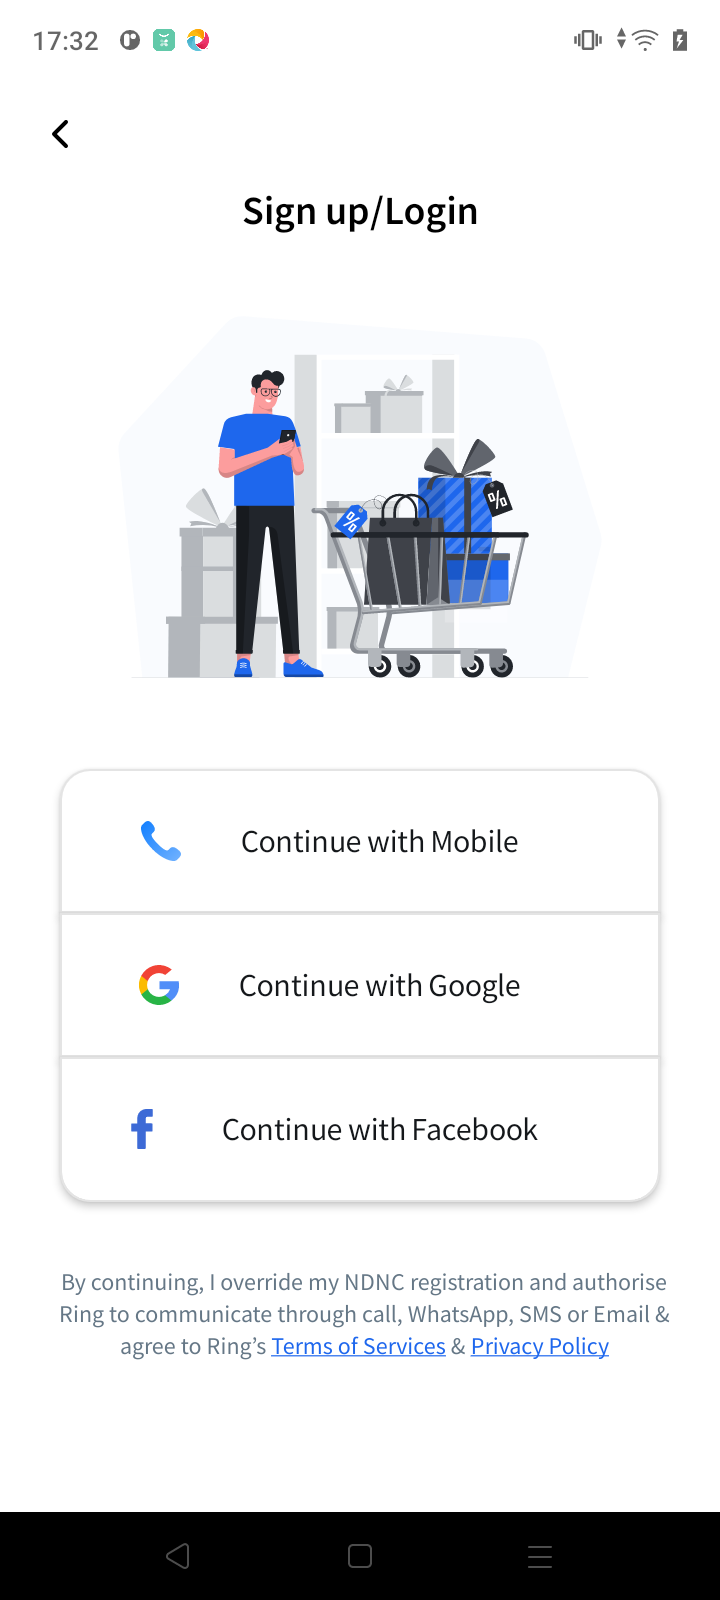 17:32
Sign up/Login
%
%
Continue with Mobile
Continue with Google
Continue with Facebook
By continuing, I override my NDNC registration and authorise
Ring to communicate through call, WhatsApp, SMS or Email &
agree to Ring’s Terms of Services & Privacy Policy